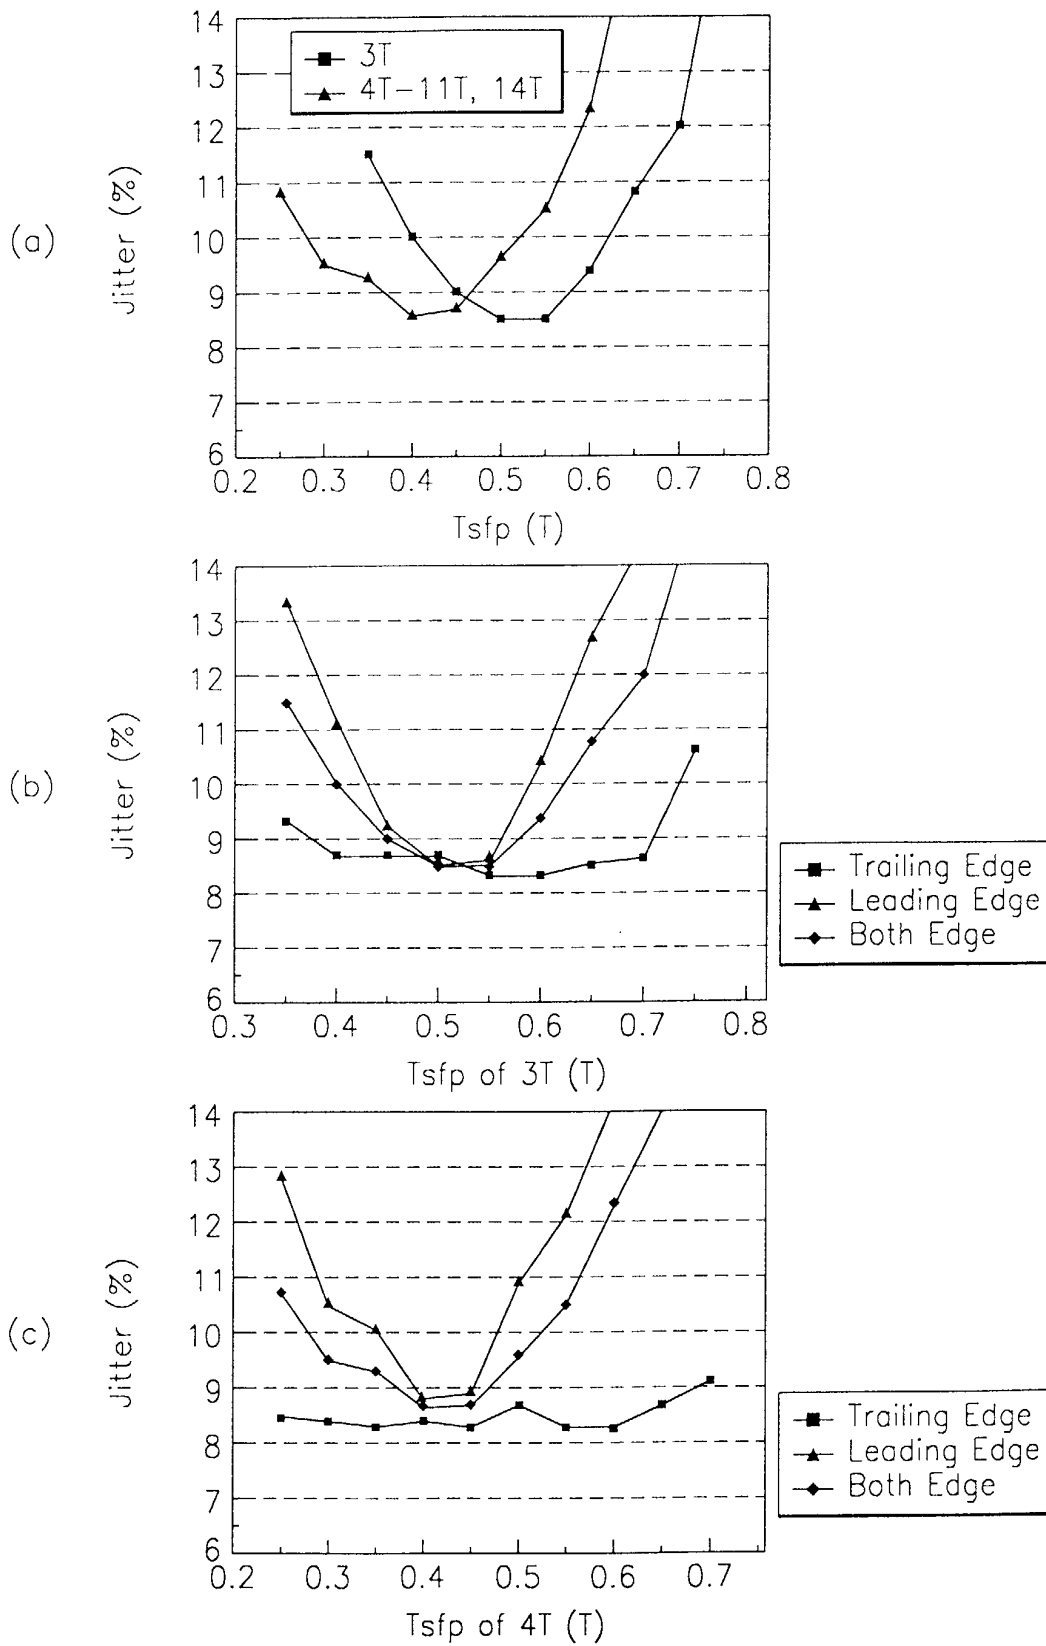 (a)
Jitter (%)
14
13
12
11
10
9
8
7
6
3T
4T-11T, 14T
0.2 0.3 0.4 0.5 0.6 0.7 0.8
Tsfp (T)
(b)
Jitter (%)
14
13
12
11
10
9
8
7
6
0.3 0.4 0.5 0.6 0.7 0.8
Tsfp of 3T (T)
Trailing Edge
Leading Edge
Both Edge
(c)
Jitter (%)
14
13
12
11
10
9
8
7
6
0.2 0.3 0.4 0.5 0.6 0.7
Tsfp of 4T (T)
Trailing Edge
Leading Edge
Both Edge